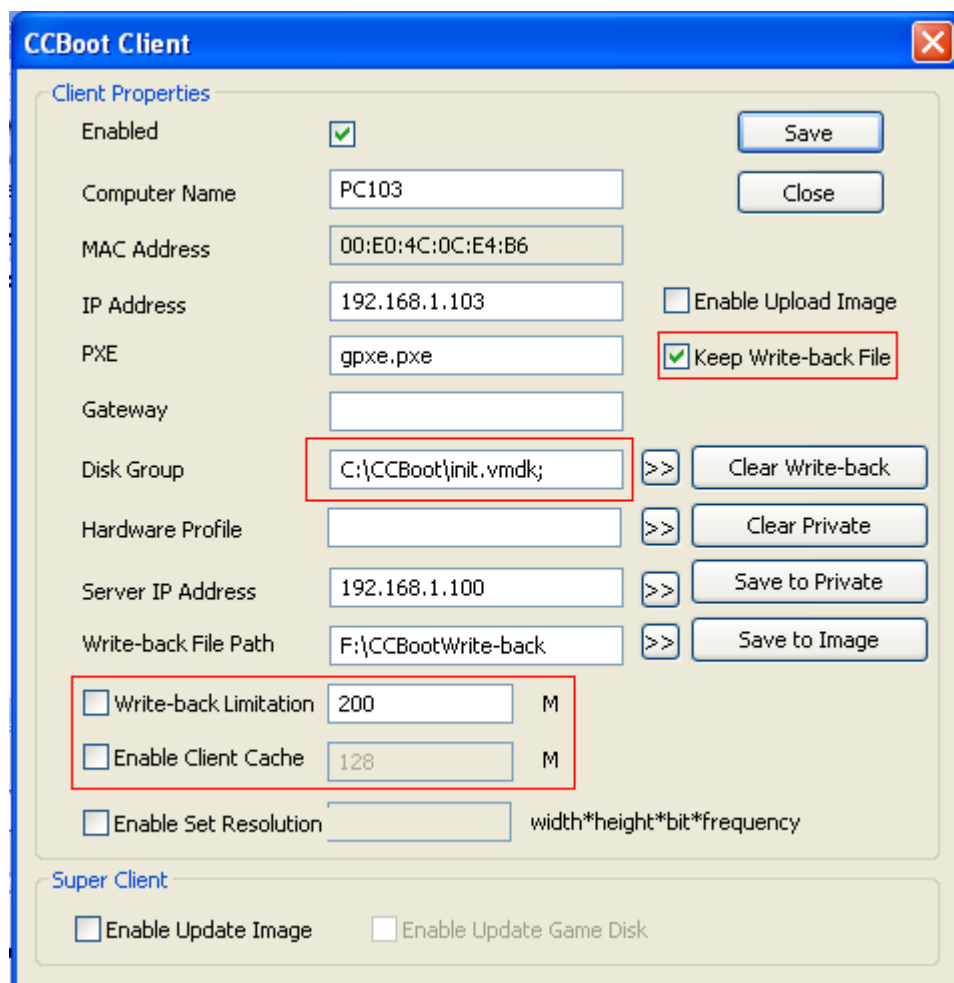 CCBoot Client
Client Properties
Enabled
Save
Computer Name PC103
Close
MAC Address 00:E0:4C:0C:E4:B6
IP Address 192.168.1.103 Enable Upload Image
PXE gpxe.pxe Keep Write-back File
Gateway
Disk Group C:\CCBoot\init.vmdk; >> Clear Write-back
Hardware Profile >> Clear Private
Server IP Address 192.168.1.100 >> Save to Private
Write-back File Path F:\CCBootWrite-back >> Save to Image
Write-back Limitation 200 M
Enable Client Cache 128 M
Enable Set Resolution width*height*bit*frequency
Super Client
Enable Update Image Enable Update Game Disk